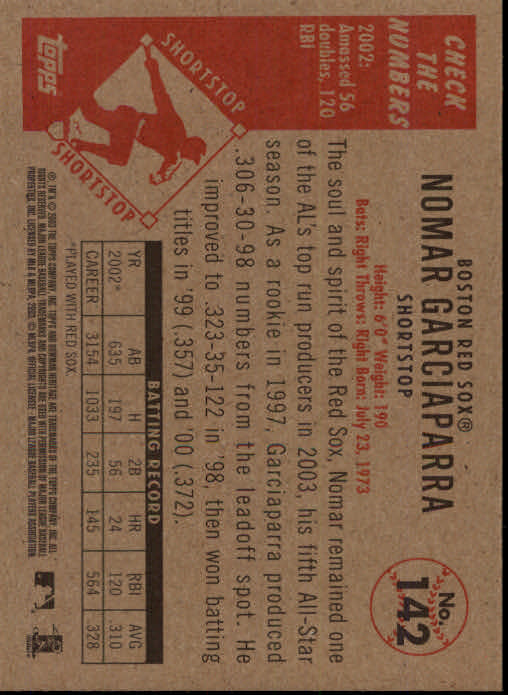 No.
142
BOSTON RED SOX®
NOMAR GARCIAPARRA
SHORTSTOP
Height: 6'0" Weight: 190
Bats: Right Throws: Right Born: July 23, 1973
The soul and spirit of the Red Sox, Nomar remained one
of the AL's top run producers in 2003, his fifth All-Star
season. As a rookie in 1997, Garciaparra produced
.306-30-98 numbers from the leadoff spot. He
improved to .323-35-122 in '98, then won batting
titles in '99 (.357) and '00 (.372).
CHECK
THE
NUMBERS
2002:
Amassed 56
doubles, 120
RBI
SHORTSTOP
SHORTSTOP
Topps
BATTING RECORD
YR AB H 2B HR RBI AVG
2002* 635 197 56 24 120 .310
CAREER 3154 1033 235 145 564 .328
*PLAYED WITH RED SOX.